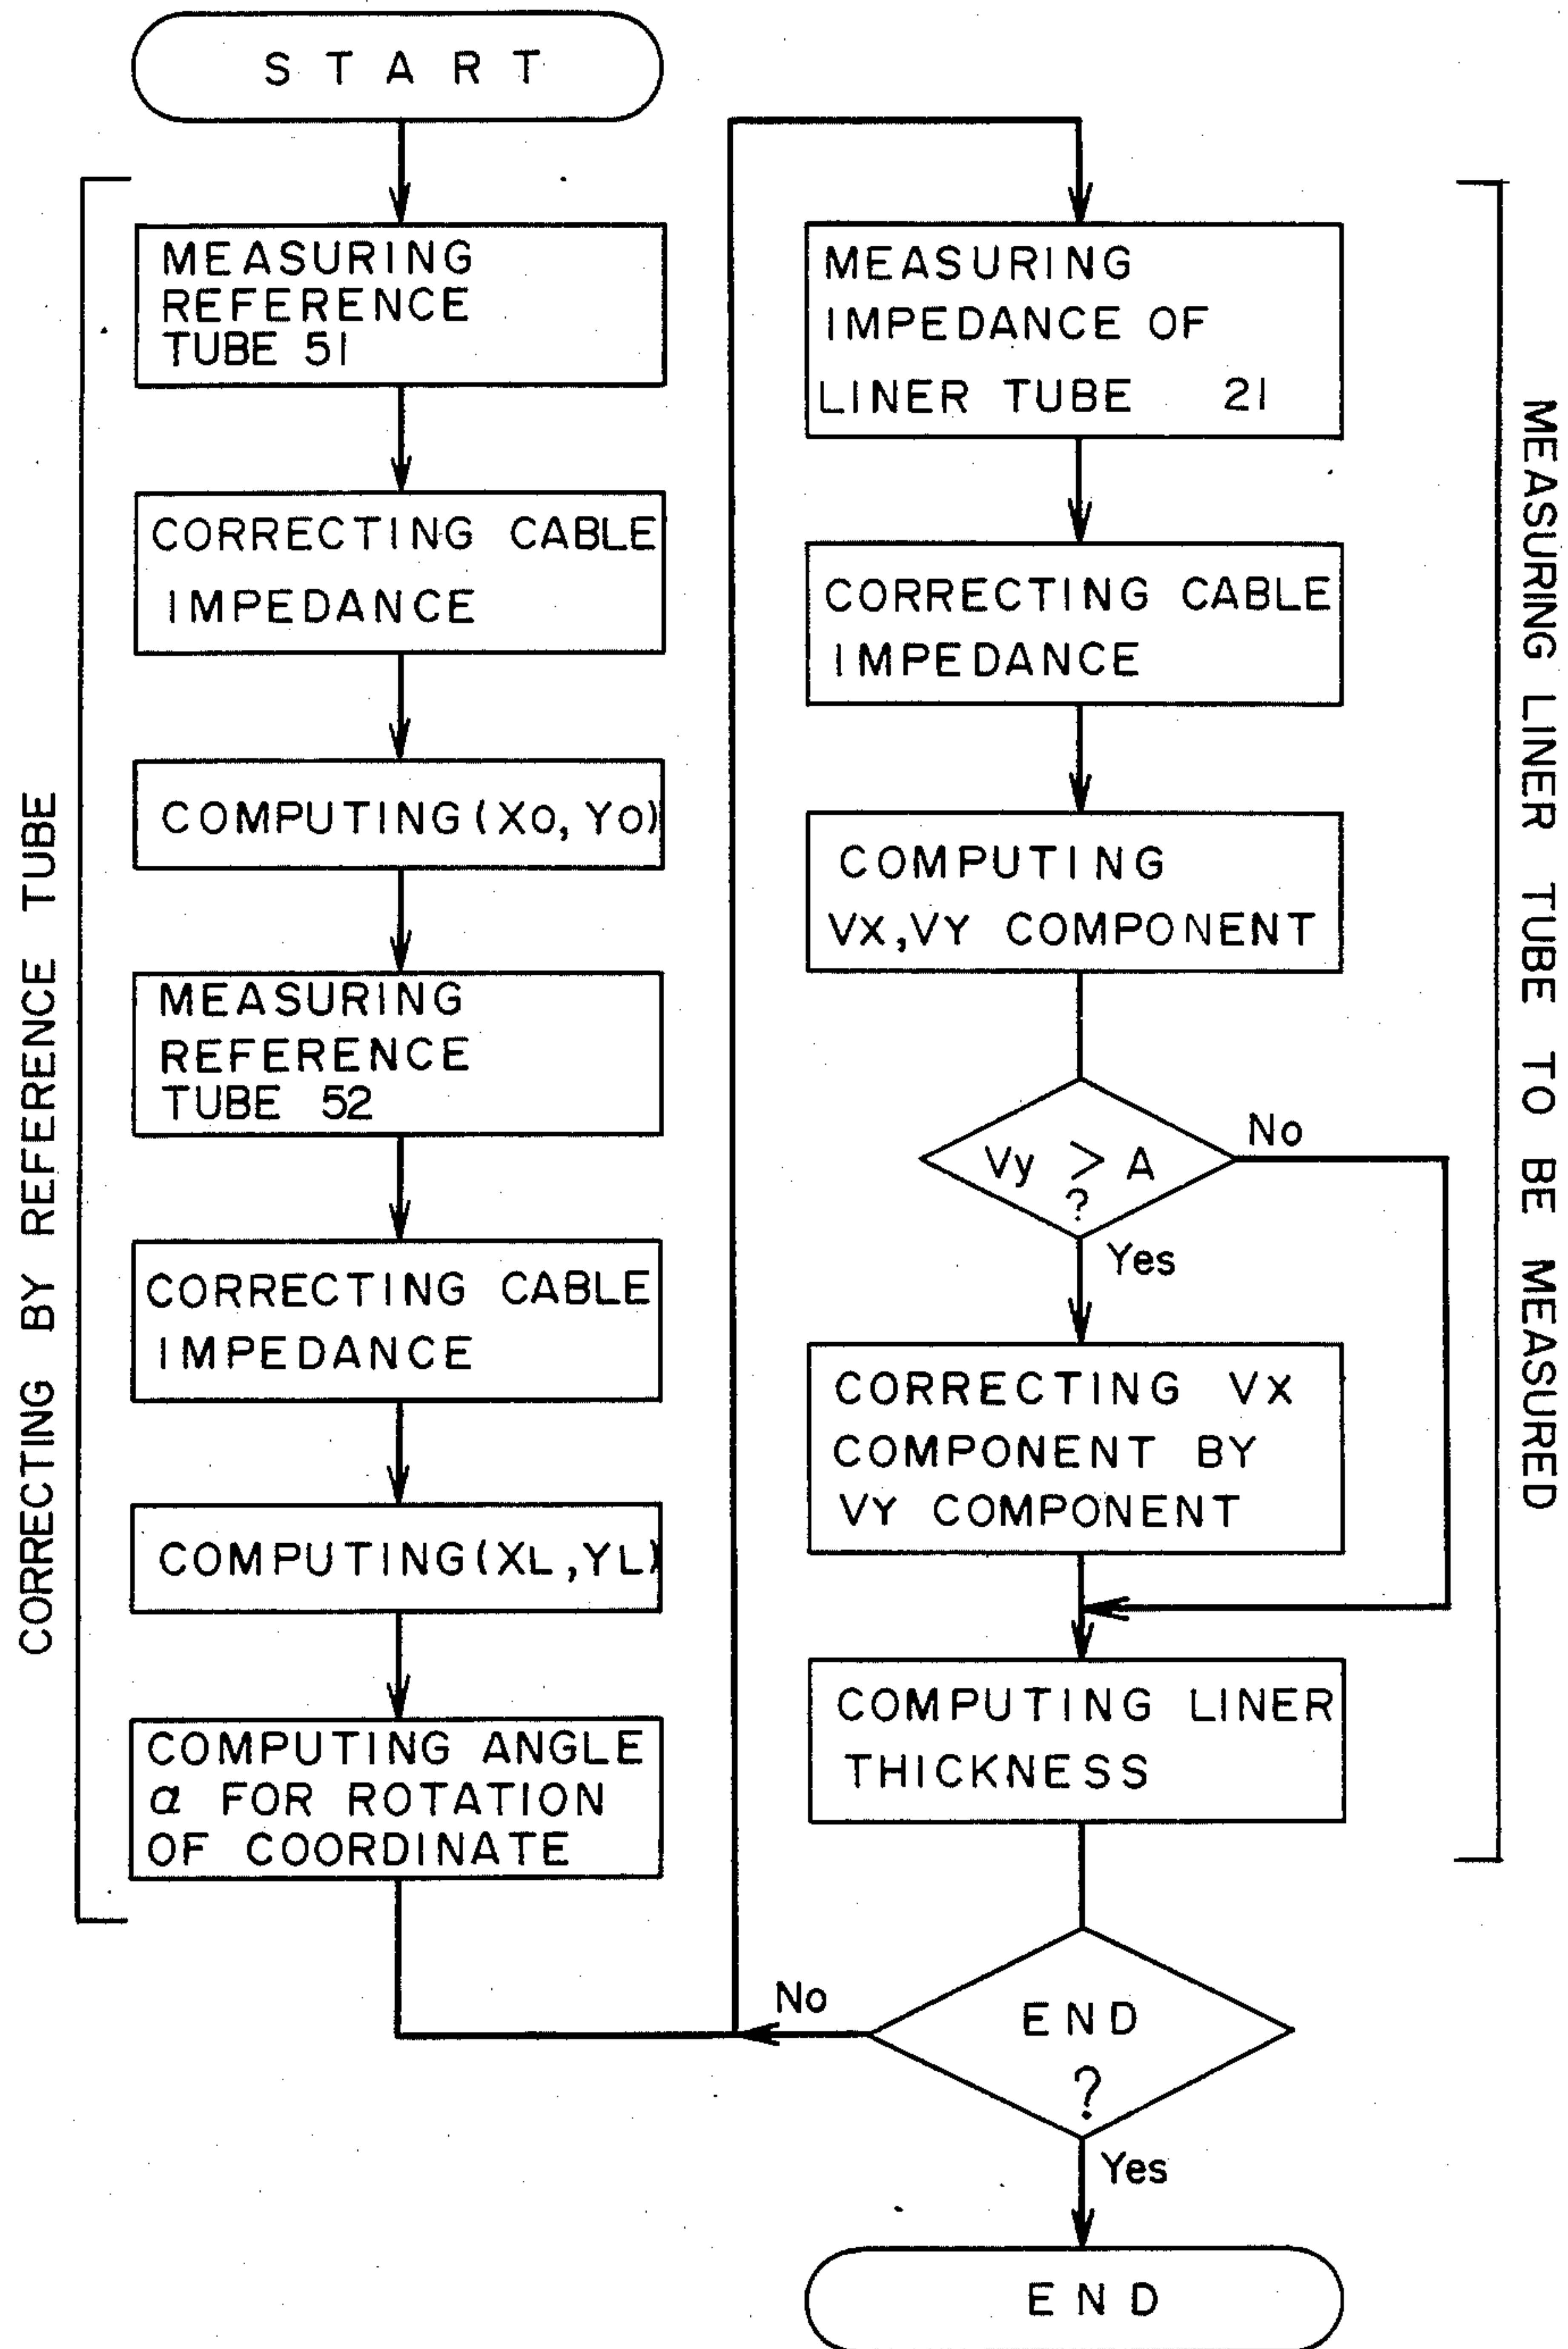 START
MEASURING
REFERENCE
TUBE 51
CORRECTING CABLE
IMPEDANCE
COMPUTING(XO, YO)
MEASURING
REFERENCE
TUBE 52
CORRECTING CABLE
IMPEDANCE
COMPUTING(XL,YL)
COMPUTING ANGLE
α FOR ROTATION
OF COORDINATE
CORRECTING BY REFERENCE TUBE
MEASURING
IMPEDANCE OF
LINER TUBE 21
CORRECTING CABLE
IMPEDANCE
COMPUTING
VX,VY COMPONENT
Vy > A
?
No
Yes
CORRECTING VX
COMPONENT BY
VY COMPONENT
COMPUTING LINER
THICKNESS
END
?
No
Yes
END
MEASURING LINER TUBE TO BE MEASURED